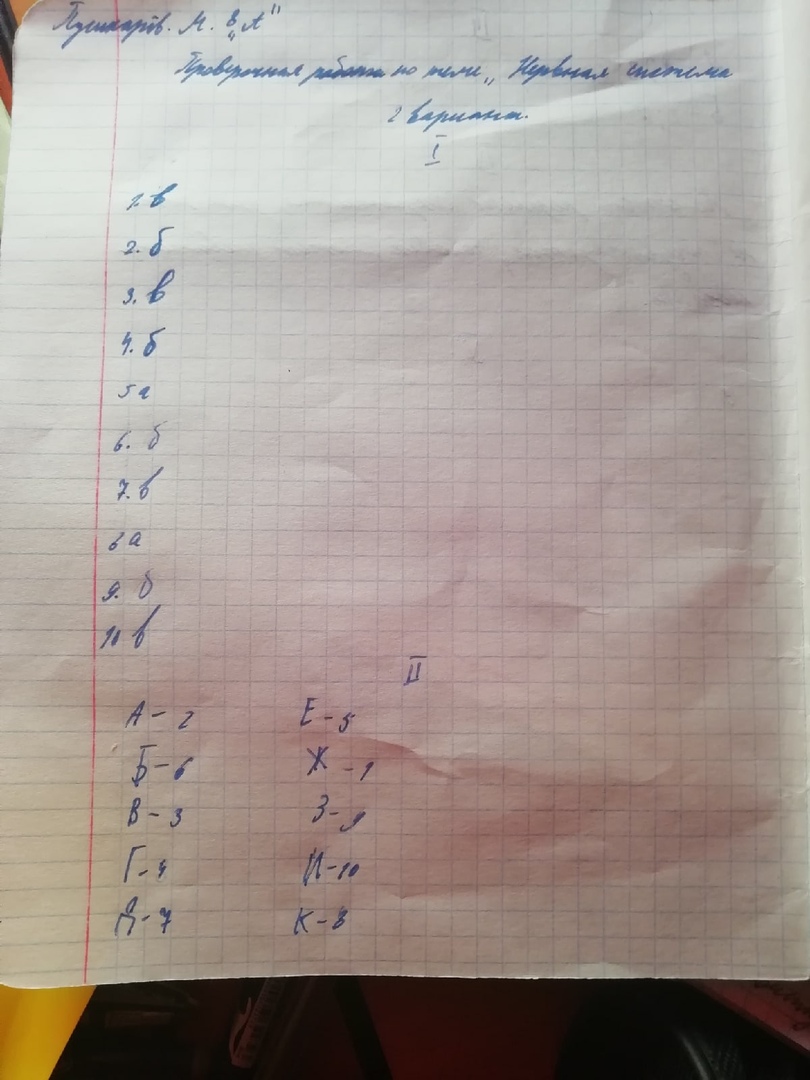 Пушкарёв. М. 8 "А"
Проверочная работа по теме „ Нервная система
2 вариант.
I
1. в
2. б
3. в
4. б
5 а
6. б
7. в
8 а
9. б
10 в
II
А - 2 Е - 5
Б - 6 Ж - 1
В - 3 З - 9
Г - 4 И - 10
Д - 7 К - 8